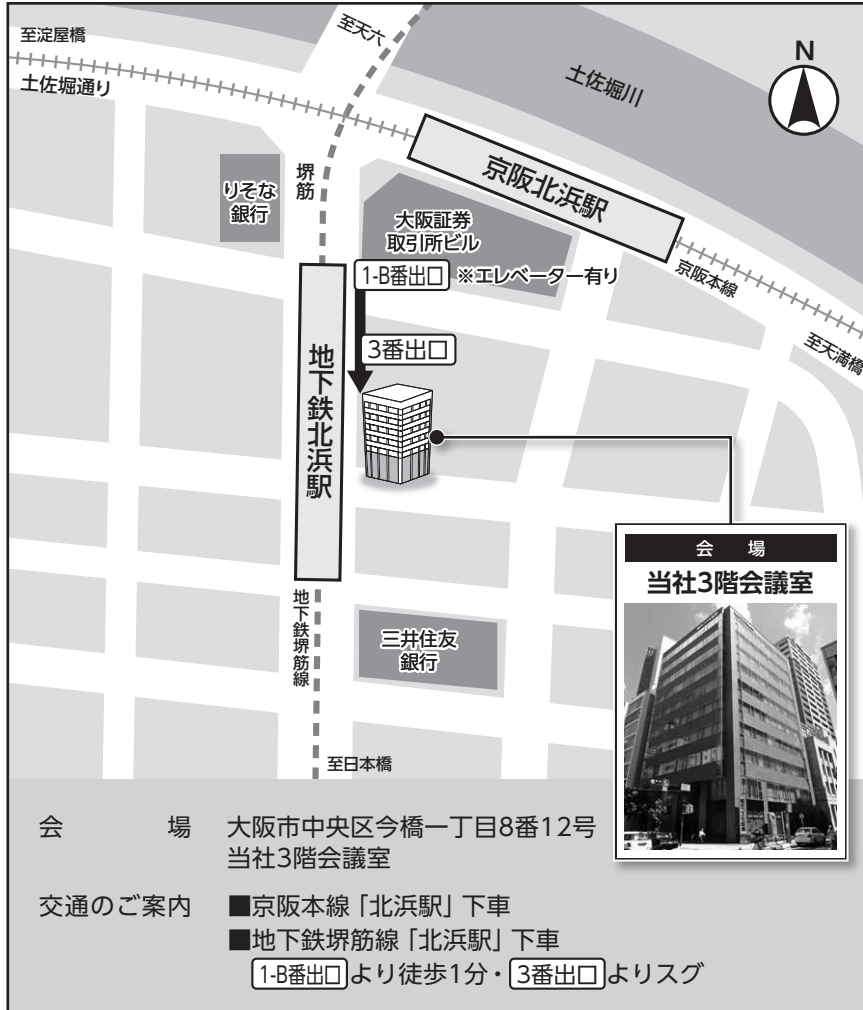 至淀屋橋
至天六
土佐堀通り
土佐堀川
N
京阪北浜駅
堺筋
りそな
銀行
大阪証券
取引所ビル
1-B番出口 ※エレベーター有り
京阪本線
至天満橋
3番出口
地下鉄北浜駅
会 場
当社3階会議室
地下鉄堺筋線
三井住友
銀行
至日本橋
会 場 大阪市中央区今橋一丁目8番12号
当社3階会議室
交通のご案内 ■京阪本線「北浜駅」下車
■地下鉄堺筋線「北浜駅」下車
1-B番出口より徒歩1分・3番出口よりスグ